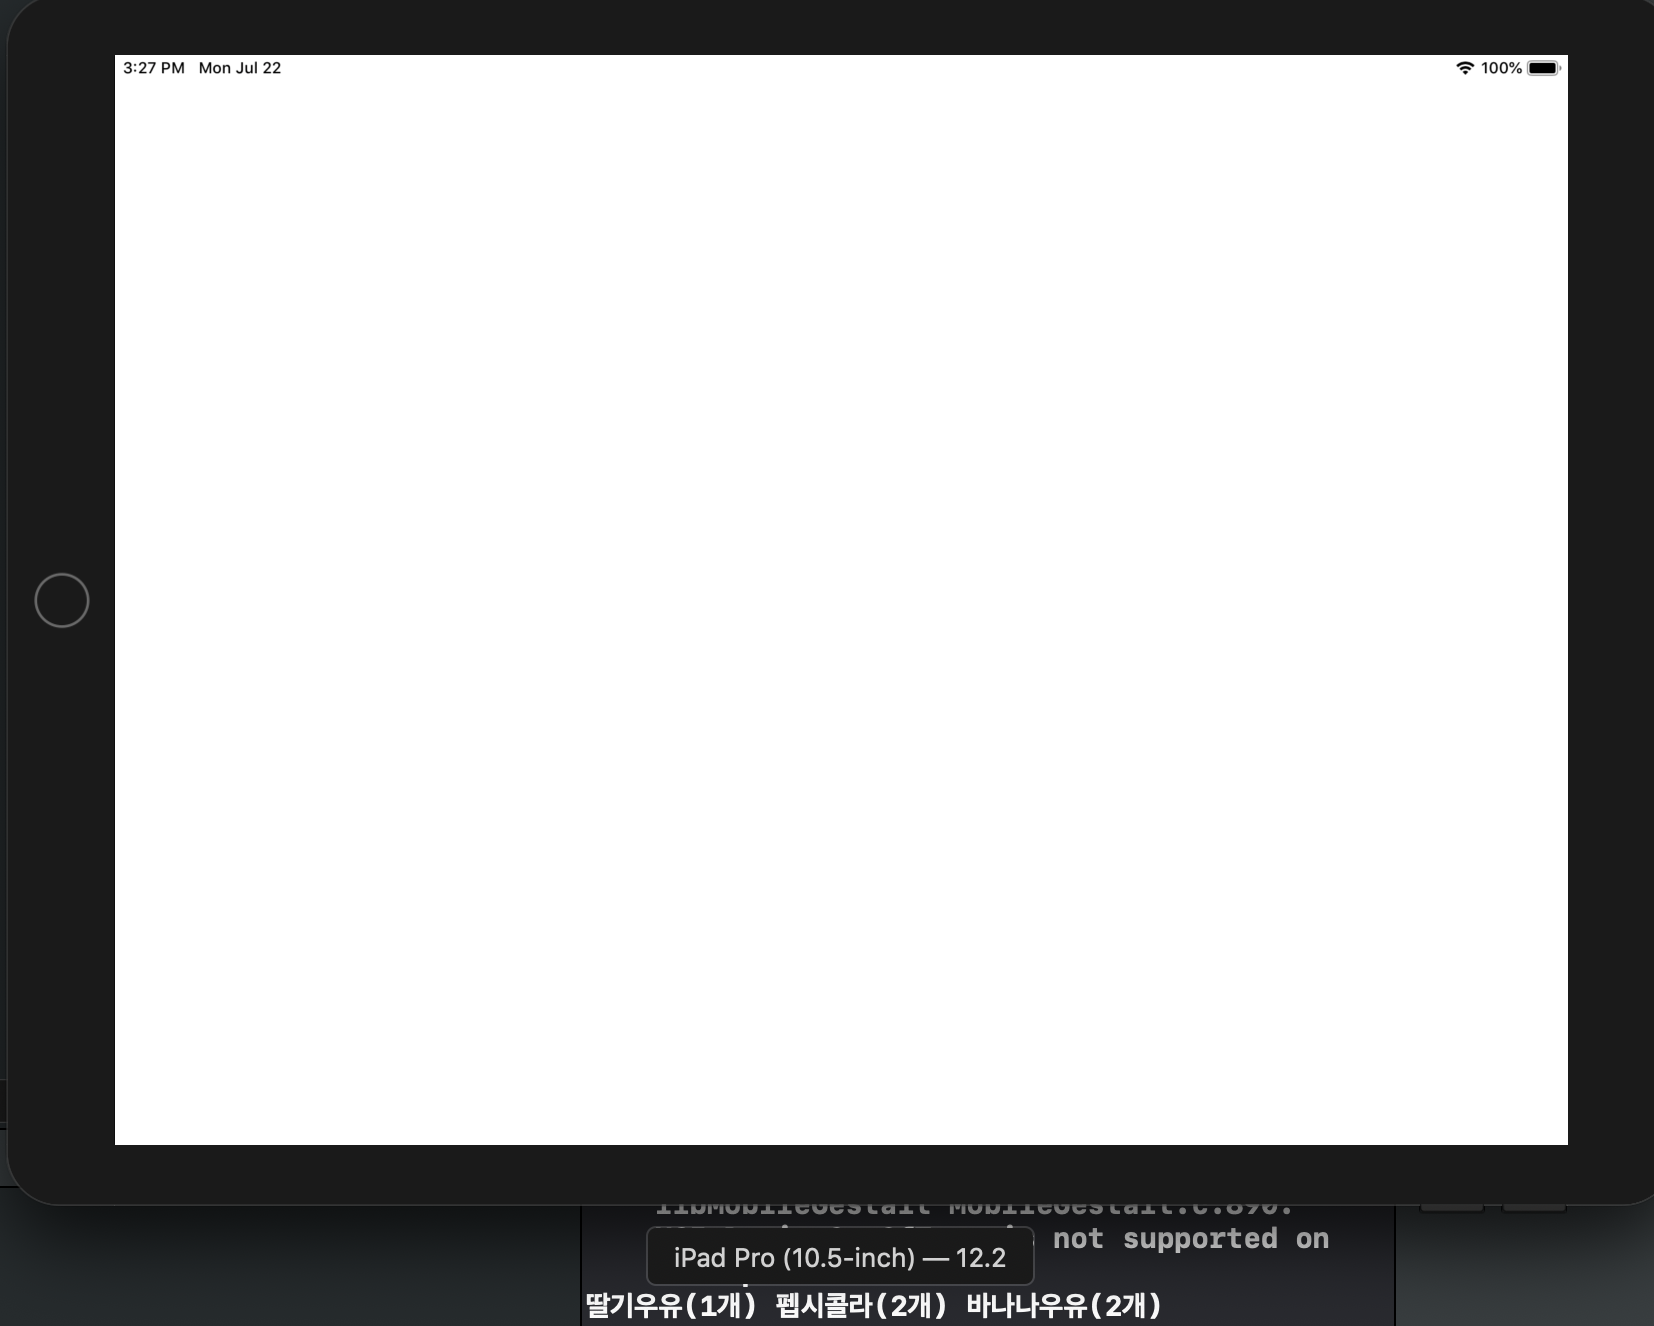 3:27 PM Mon Jul 22 100%
libMobileGestalt MobileGestalt.c:890:
not supported on
iPad Pro (10.5-inch) — 12.2
딸기우유(1개) 펩시콜라(2개) 바나나우유(2개)